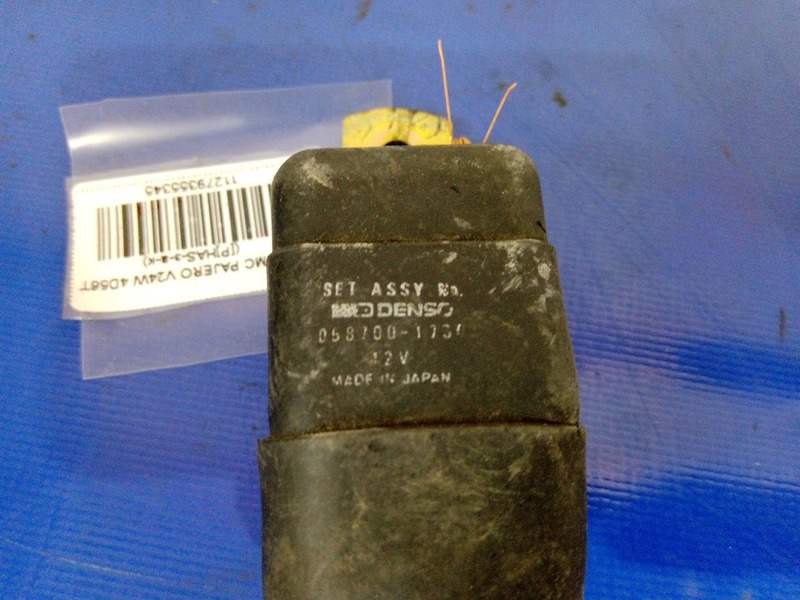 SET ASSY No.
DENSO
12V
MADE IN JAPAN
MC PAJERO V24W 4D56T
11279355345